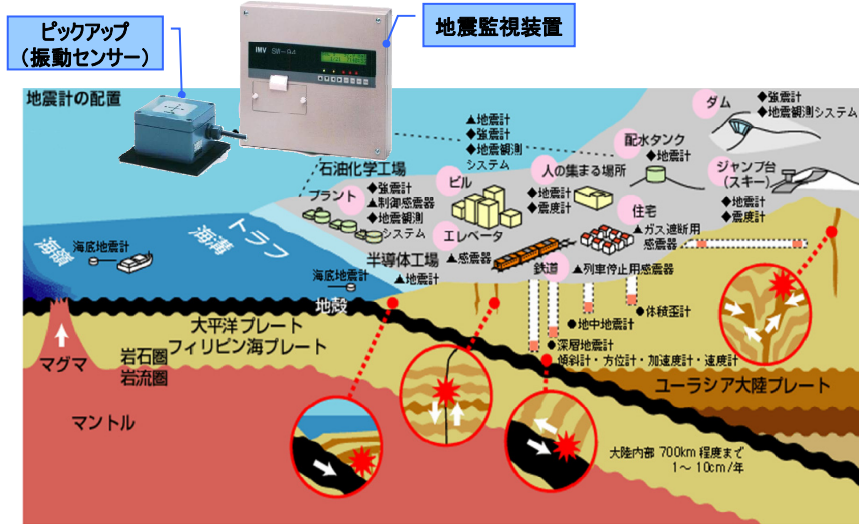 ピックアップ
（振動センサー）
地震監視装置
IMV SW-94
地震計の配置
ダム
◆強震計
◆地震観測システム
▲地震計
◆強震計
◆地震観測
システム
配水タンク
◆地震計
石油化学工場
プラント
◆強震計
▲制御感震器
◆地震観測
システム
ビル
人の集まる場所
◆地震計
◆震度計
ジャンプ台
（スキー）
◆地震計
◆震度計
住宅
▲ガス遮断用
感震器
エレベータ
▲感震器
海嶺
海底地震計
海溝
トラフ
半導体工場
▲地震計
海底地震計
鉄道
▲列車停止用感震器
地殻
●体積歪計
●地中地震計
●深層地震計
傾斜計・方位計・加速度計・速度計
太平洋プレート
フィリピン海プレート
マグマ
岩石圏
岩流圏
マントル
ユーラシア大陸プレート
大陸内部 700km 程度まで
1～10cm/年